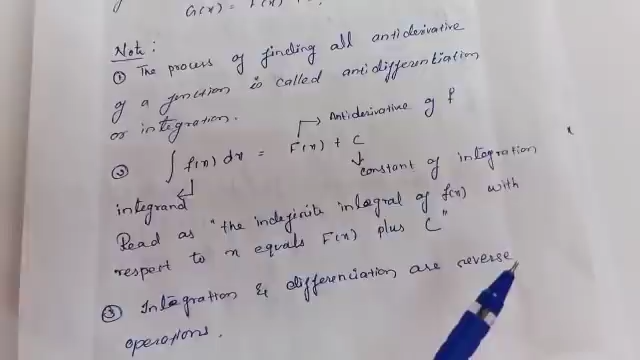 G(x) =
Note :
① The process of finding all antiderivative
of a function is called antidifferentiation
or integration.
Antiderivative of f
② ∫ f(x) dx = F(x) + C
constant of integration
integrand
Read as "the indefinite integral of f(x) with
respect to x equals F(x) plus C"
③ Integration & differenciation are reverse
operations.